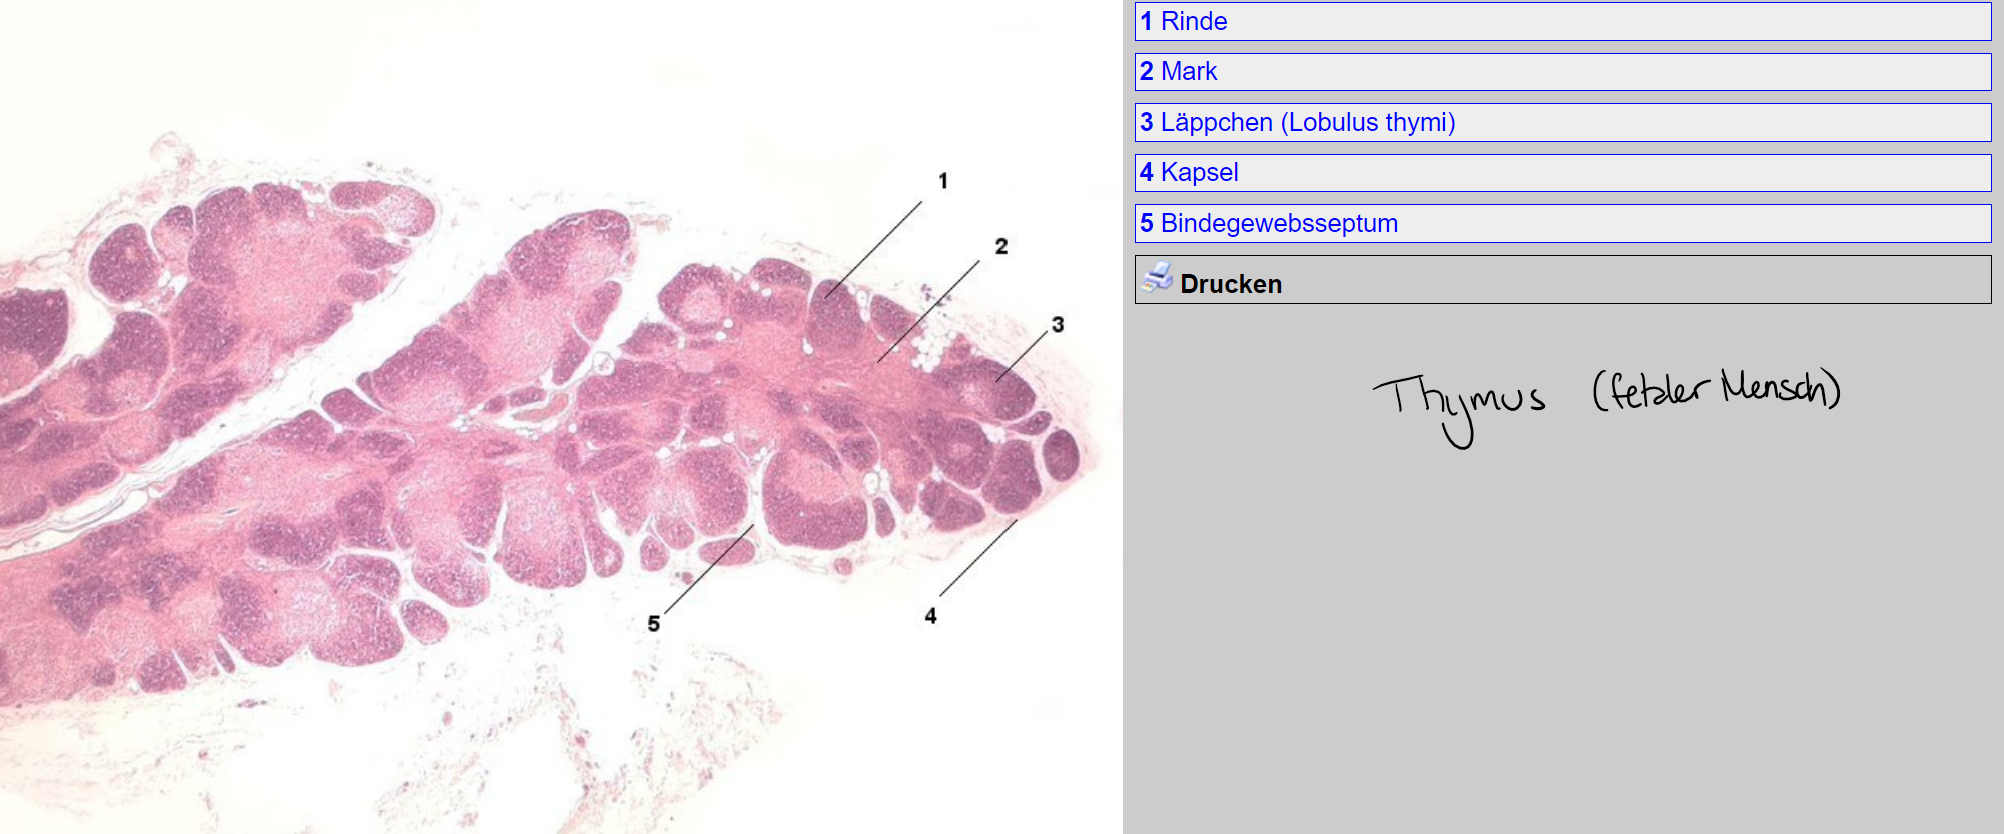 1
2
3
4
5
1 Rinde
2 Mark
3 Läppchen (Lobulus thymi)
4 Kapsel
5 Bindegewebsseptum
Drucken
Thymus (fetaler Mensch)